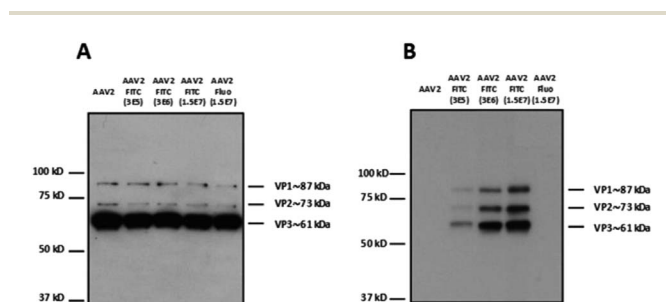 A
AAV2
AAV2 FITC (3E5)
AAV2 FITC (3E6)
AAV2 FITC (1.5E7)
AAV2 Fluo (1.5E7)
100 kD
75 kD
50 kD
37 kD
VP1~87 kDa
VP2~73 kDa
VP3~61 kDa
B
AAV2
AAV2 FITC (3E5)
AAV2 FITC (3E6)
AAV2 FITC (1.5E7)
AAV2 Fluo (1.5E7)
100 kD
75 kD
50 kD
37 kD
VP1~87 kDa
VP2~73 kDa
VP3~61 kDa